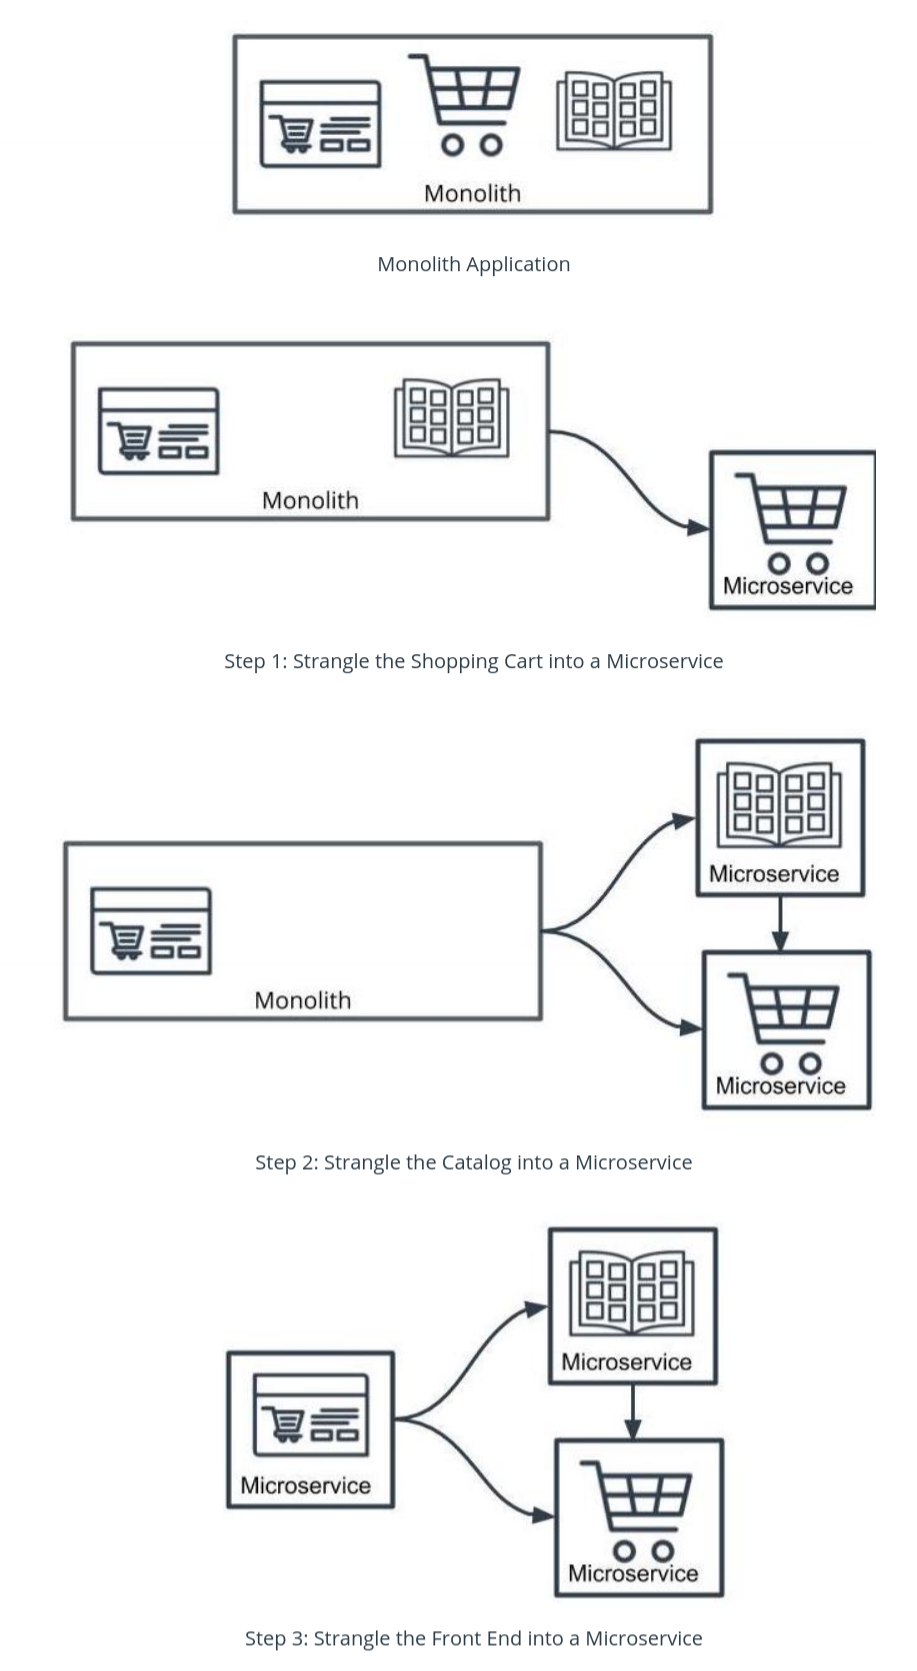 Monolith
Monolith Application
Monolith
Microservice
Step 1: Strangle the Shopping Cart into a Microservice
Microservice
Monolith
Microservice
Step 2: Strangle the Catalog into a Microservice
Microservice
Microservice
Microservice
Step 3: Strangle the Front End into a Microservice